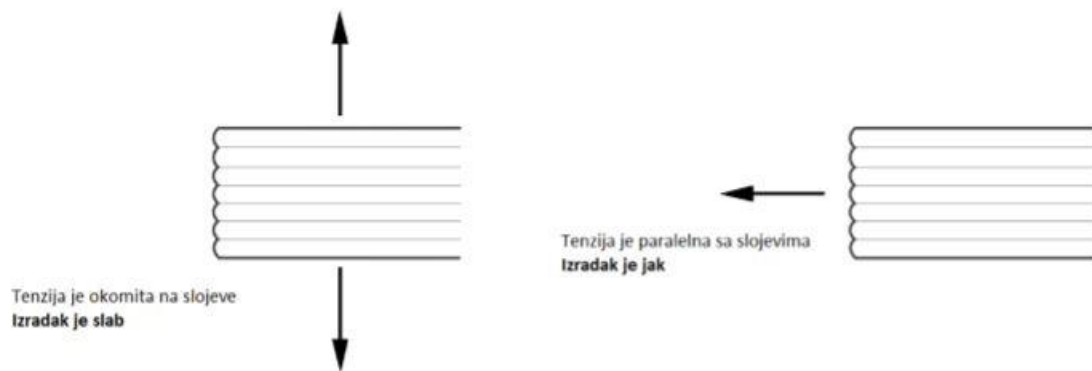 Tenzija je okomita na slojeve
Izradak je slab
Tenzija je paralelna sa slojevima
Izradak je jak